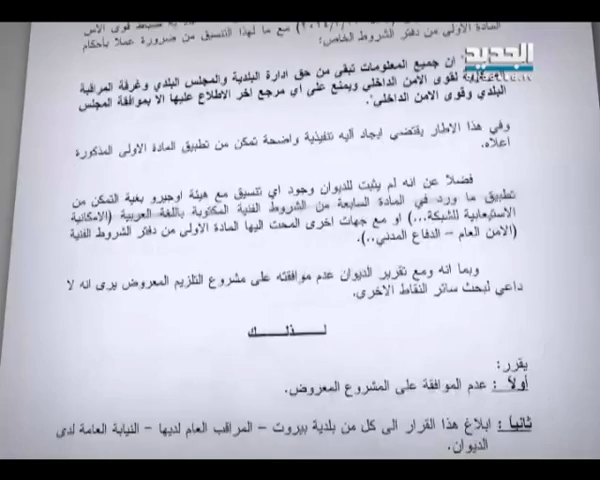 المادة الاولى من دفتر الشروط الخاص:
مع ما لهذا التنسيق من ضرورة عملا بأحكام
الجديد
ان جميع المعلومات تبقى من حق ادارة البلدية والمجلس البلدي وغرفة المراقبة
لقوى الامن الداخلي ويمنع على اي مرجع اخر الاطلاع عليها الا بموافقة المجلس
البلدي وقوى الامن الداخلي".
وفي هذا الاطار يقتضي ايجاد آلية تنفيذية واضحة تمكن من تطبيق المادة الاولى المذكورة
اعلاه.
فضلاً عن انه لم يثبت للديوان وجود اي تنسيق مع هيئة اوجيرو بغية التمكن من
تطبيق ما ورد في المادة السابعة من الشروط الفنية المكتوبة باللغة العربية (الامكانية
الاستيعابية للشبكة...) او مع جهات اخرى المحت اليها المادة الاولى من دفتر الشروط الفنية
(الامن العام – الدفاع المدني..).
وبما انه ومع تقرير الديوان عدم موافقته على مشروع التلزيم المعروض يرى انه لا
داعي لبحث سائر النقاط الاخرى.
لـــذلـــك
يقرر:
أولاً : عدم الموافقة على المشروع المعروض.
ثانياً : ابلاغ هذا القرار الى كل من بلدية بيروت – المراقب العام لديها – النيابة العامة لدى
الديوان.